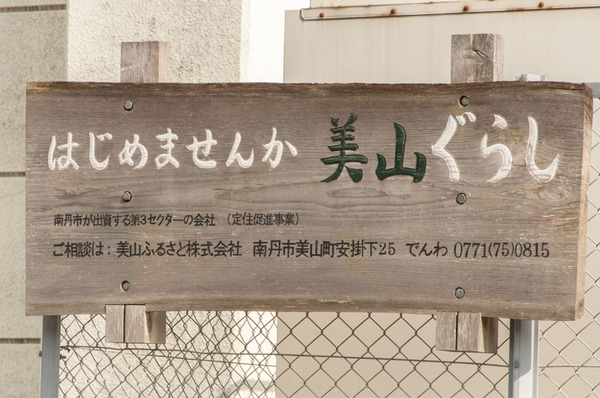 はじめませんか 美山ぐらし
南丹市が出資する第3セクターの会社 (定住促進事業)
ご相談は: 美山ふるさと株式会社 南丹市美山町安掛下25 でんわ 0771(75)0815